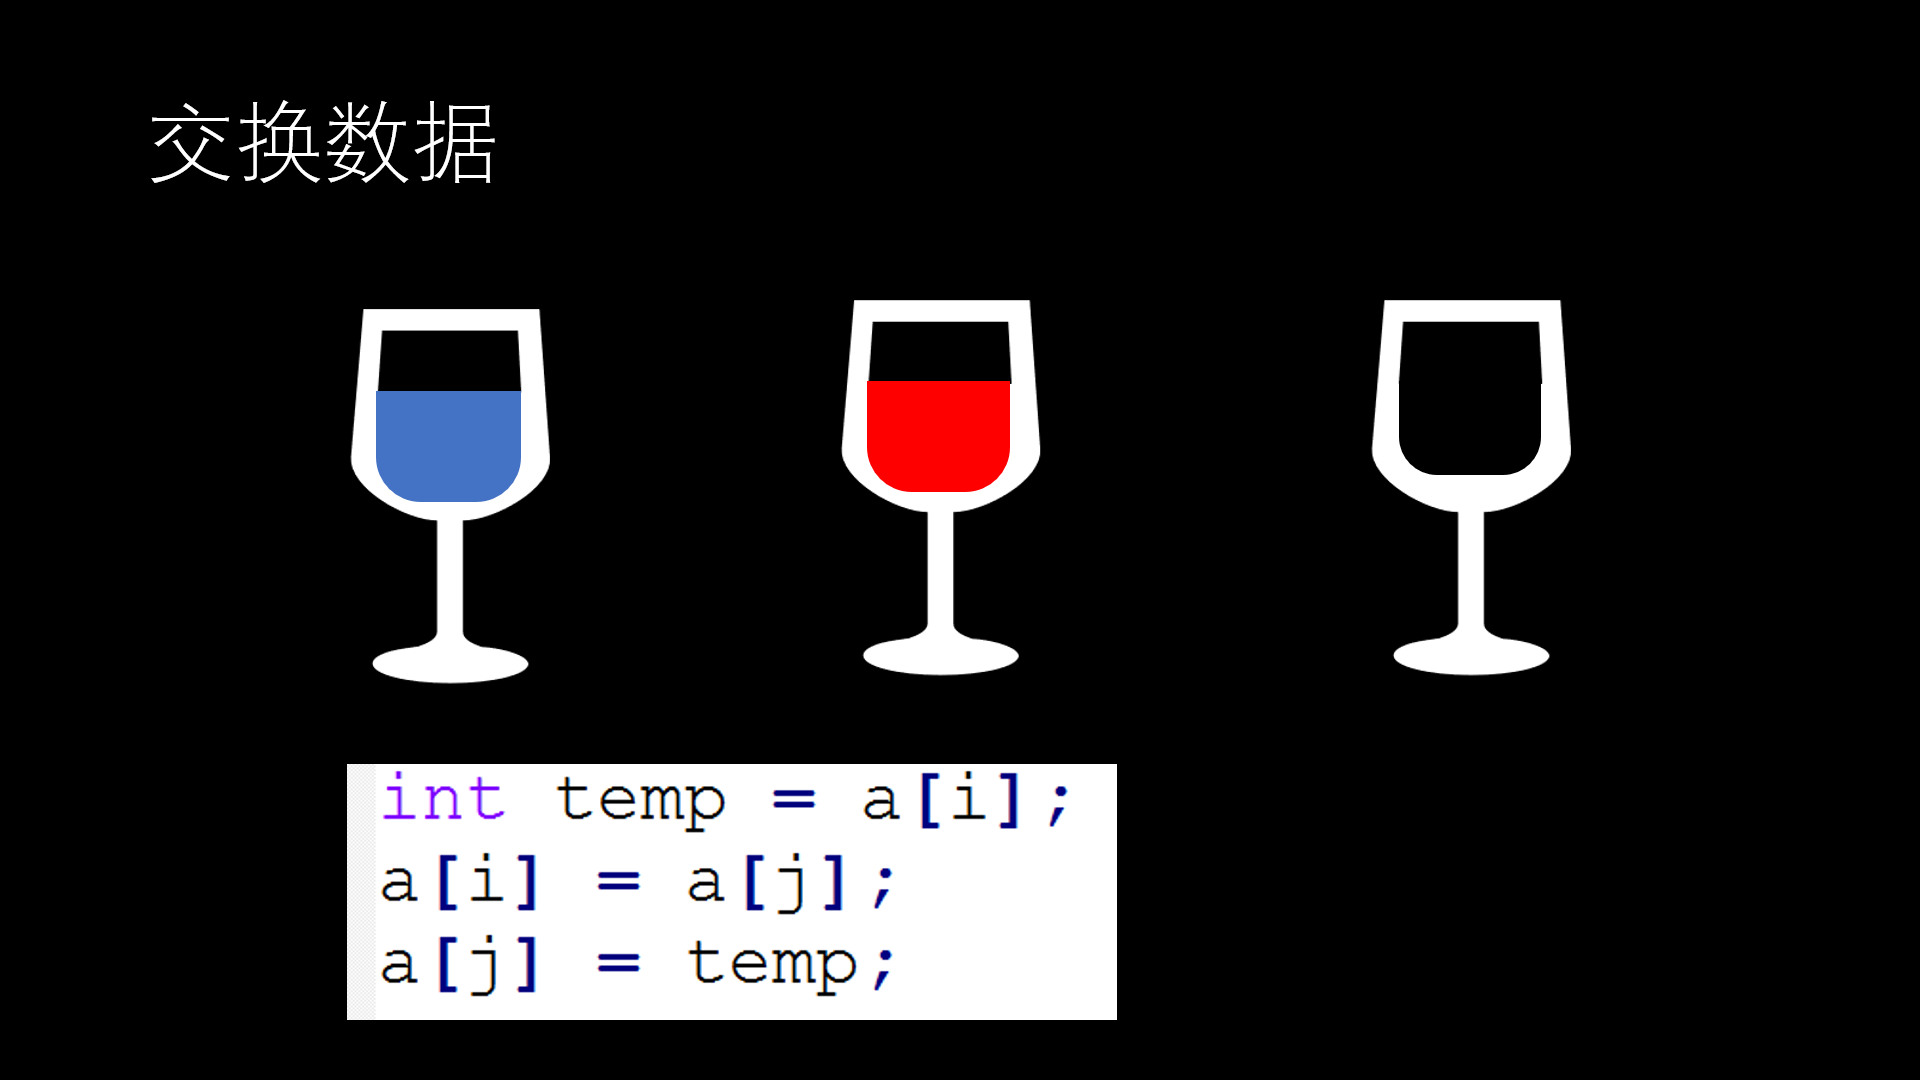 交换数据
int temp = a[i];
a[i] = a[j];
a[j] = temp;